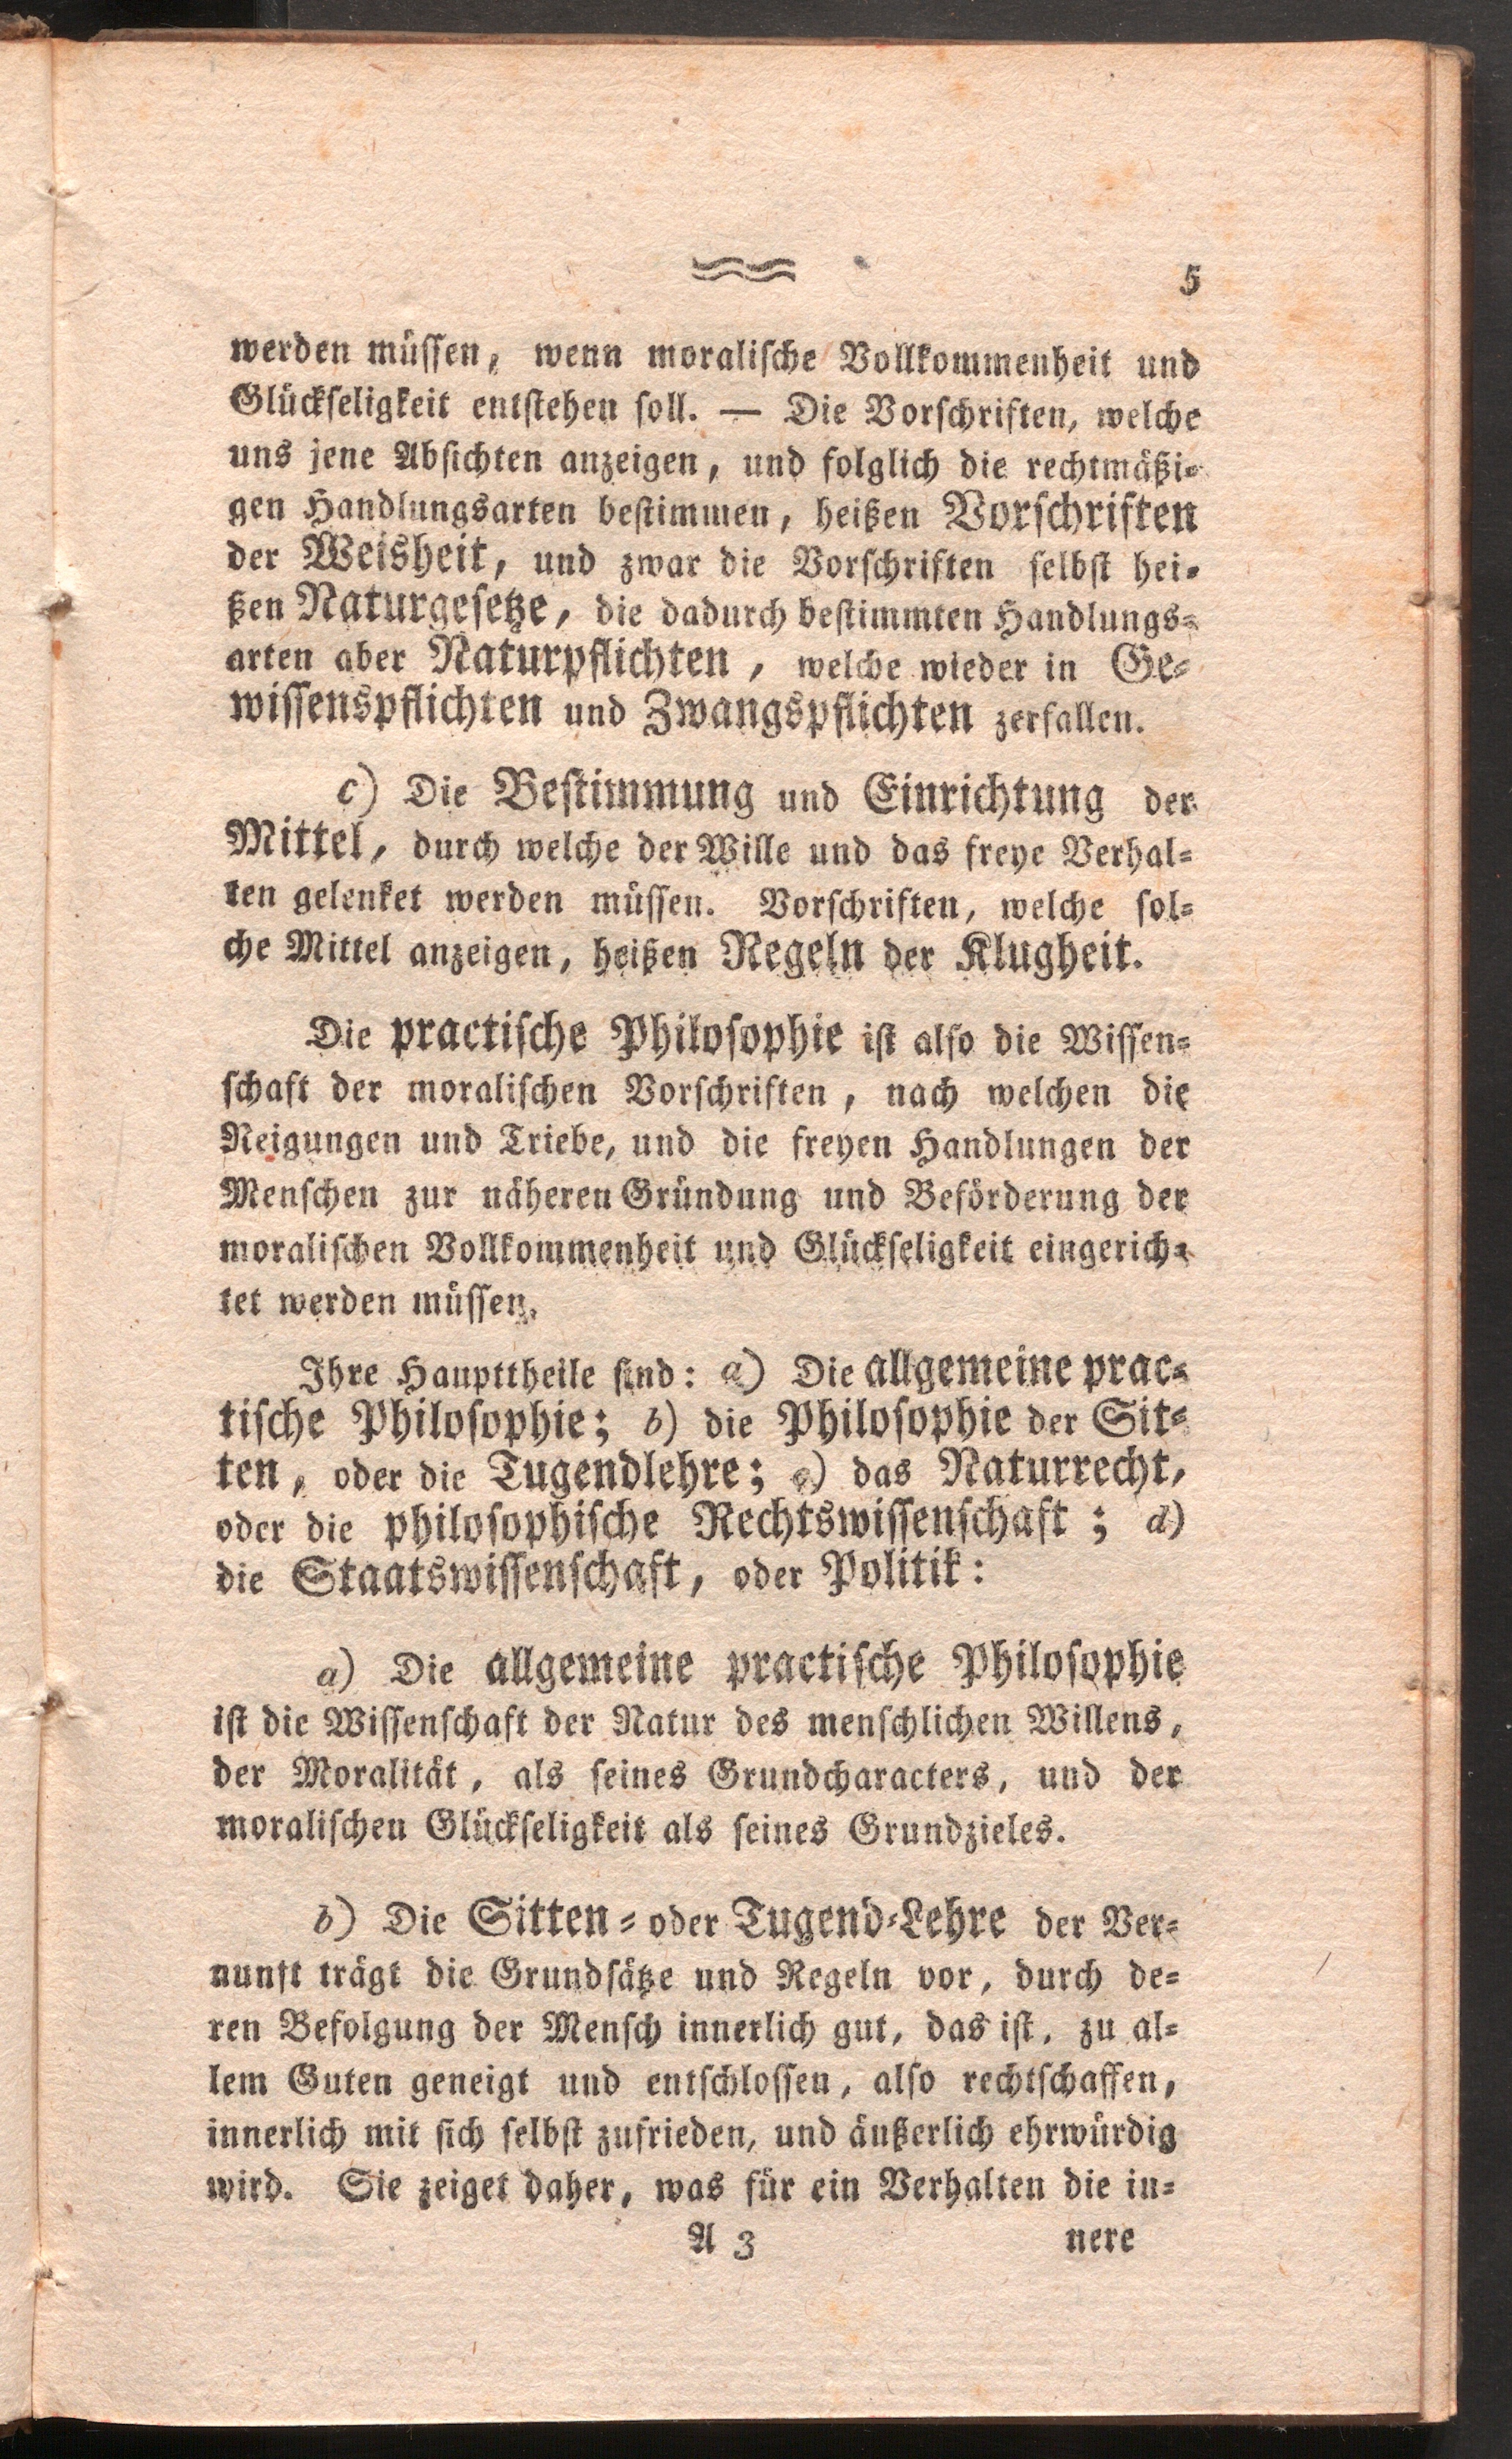 5
werden müssen, wenn moralische Vollkommenheit und
Glückseligkeit entstehen soll. — Die Vorschriften, welche
uns jene Absichten anzeigen, und folglich die rechtmäßi-
gen Handlungsarten bestimmen, heißen Vorschriften
der Weisheit, und zwar die Vorschriften selbst hei-
ßen Naturgesetze, die dadurch bestimmten Handlungs-
arten aber Naturpflichten, welche wieder in Ge-
wissenspflichten und Zwangspflichten zerfallen.
c) Die Bestimmung und Einrichtung der
Mittel, durch welche der Wille und das freye Verhal-
ten gelenket werden müssen. Vorschriften, welche sol-
che Mittel anzeigen, heißen Regeln der Klugheit.
Die practische Philosophie ist also die Wissen-
schaft der moralischen Vorschriften, nach welchen die
Neigungen und Triebe, und die freyen Handlungen der
Menschen zur näheren Gründung und Beförderung der
moralischen Vollkommenheit und Glückseligkeit eingerich-
tet werden müssen.
Ihre Haupttheile sind: a) Die allgemeine prac-
tische Philosophie; b) die Philosophie der Sit-
ten, oder die Tugendlehre; c) das Naturrecht,
oder die philosophische Rechtswissenschaft; d)
die Staatswissenschaft, oder Politik:
a) Die allgemeine practische Philosophie
ist die Wissenschaft der Natur des menschlichen Willens,
der Moralität, als seines Grundcharacters, und der
moralischen Glückseligkeit als seines Grundzieles.
b) Die Sitten- oder Tugend-Lehre der Ver-
nunft trägt die Grundsätze und Regeln vor, durch de-
ren Befolgung der Mensch innerlich gut, das ist, zu al-
lem Guten geneigt und entschlossen, also rechtschaffen,
innerlich mit sich selbst zufrieden, und äußerlich ehrwürdig
wird. Sie zeiget daher, was für ein Verhalten die in-
A 3 nere